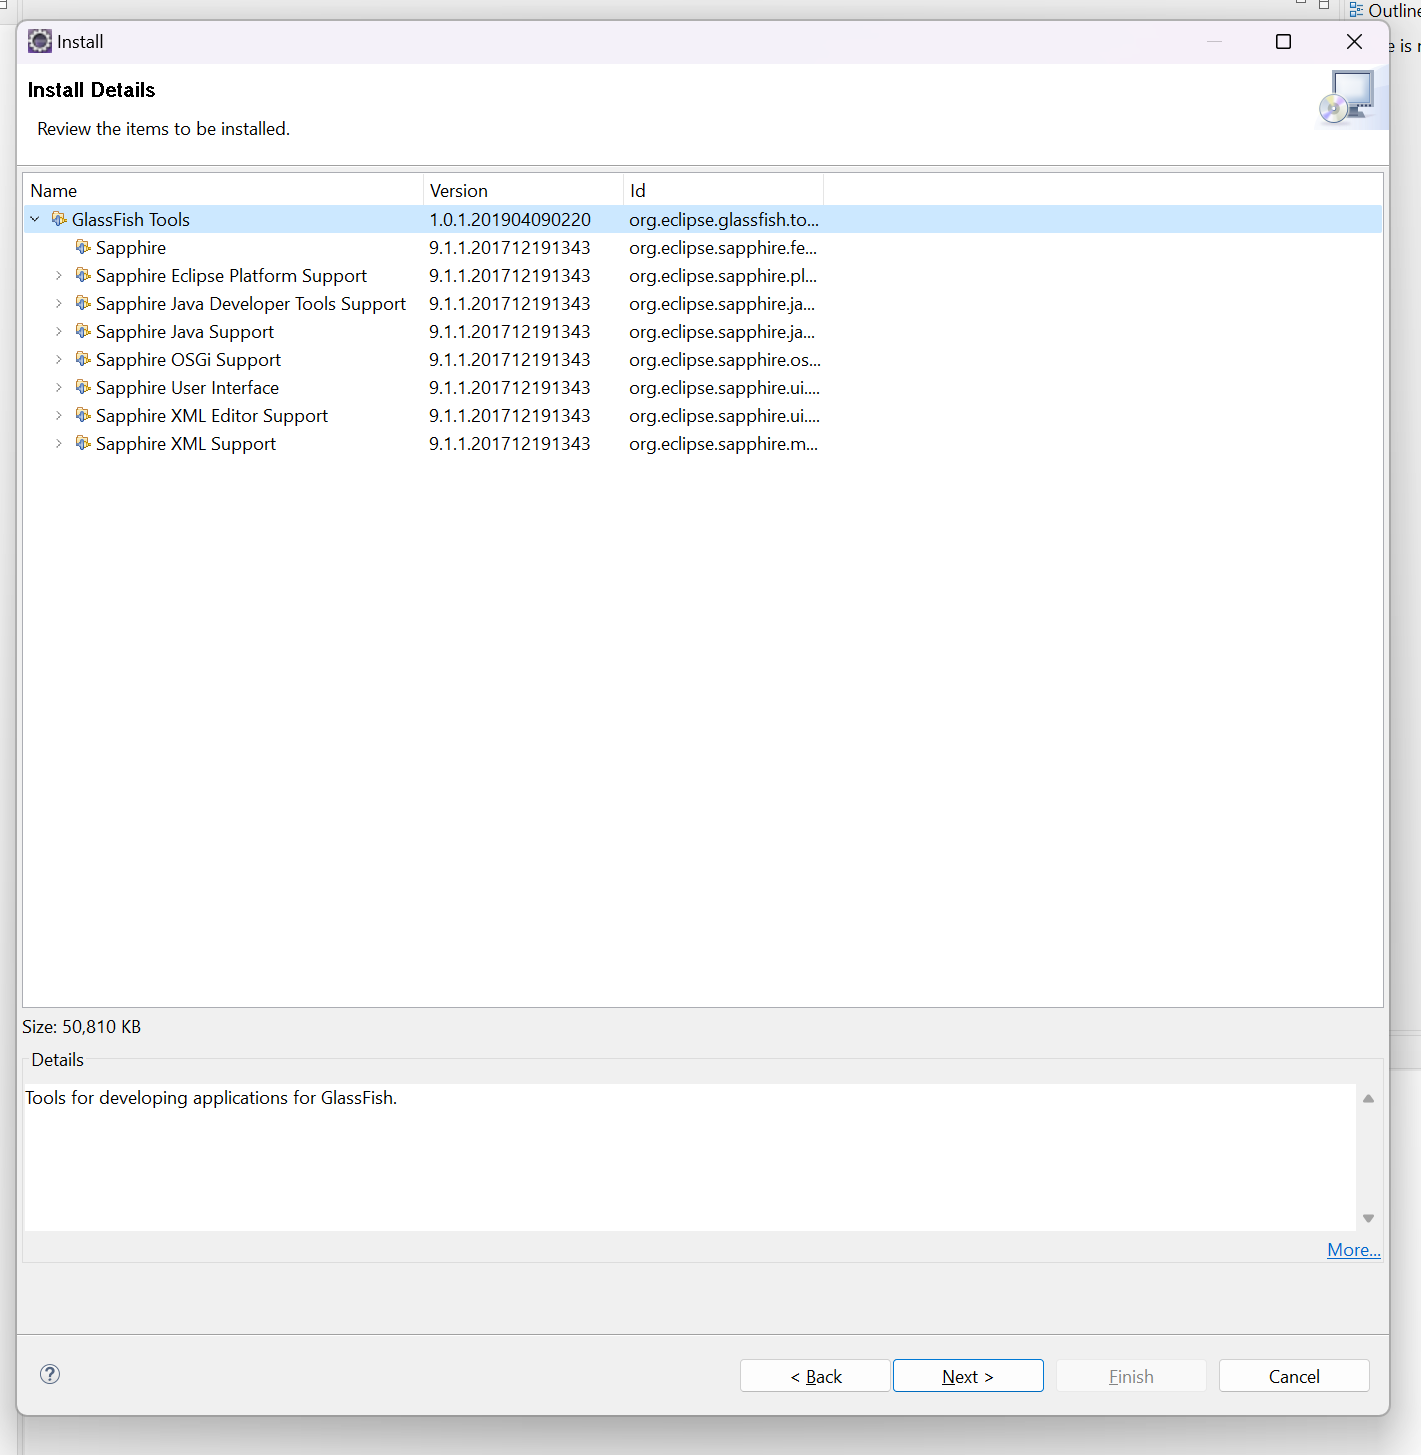 Outline
Install
e is
Install Details
Review the items to be installed.
Name Version Id
GlassFish Tools 1.0.1.201904090220 org.eclipse.glassfish.to...
Sapphire 9.1.1.201712191343 org.eclipse.sapphire.fe...
Sapphire Eclipse Platform Support 9.1.1.201712191343 org.eclipse.sapphire.pl...
Sapphire Java Developer Tools Support 9.1.1.201712191343 org.eclipse.sapphire.ja...
Sapphire Java Support 9.1.1.201712191343 org.eclipse.sapphire.ja...
Sapphire OSGi Support 9.1.1.201712191343 org.eclipse.sapphire.os...
Sapphire User Interface 9.1.1.201712191343 org.eclipse.sapphire.ui....
Sapphire XML Editor Support 9.1.1.201712191343 org.eclipse.sapphire.ui....
Sapphire XML Support 9.1.1.201712191343 org.eclipse.sapphire.m...
Size: 50,810 KB
Details
Tools for developing applications for GlassFish.
More...
< Back Next > Finish Cancel